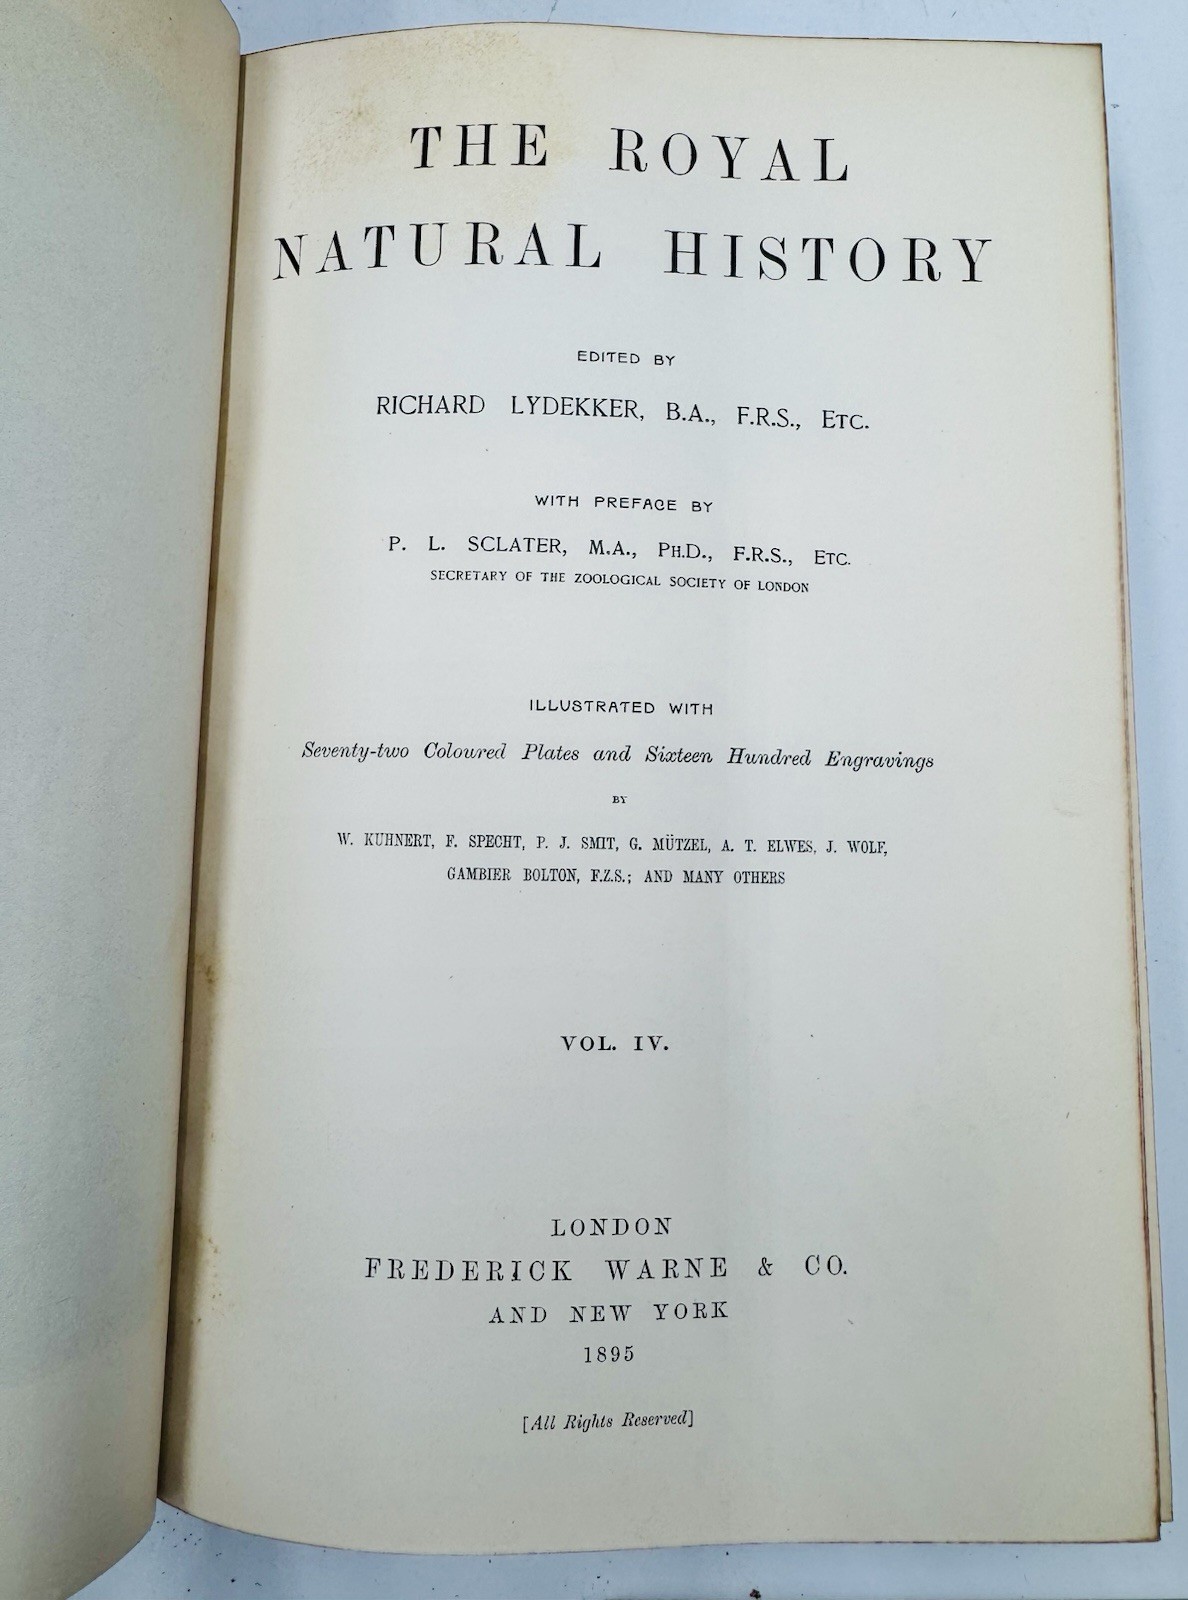 THE ROYAL
NATURAL HISTORY
EDITED BY
RICHARD LYDEKKER, B.A., F.R.S., ETC.
WITH PREFACE BY
P. L. SCLATER, M.A., PH.D., F.R.S., ETC.
SECRETARY OF THE ZOOLOGICAL SOCIETY OF LONDON
ILLUSTRATED WITH
Seventy-two Coloured Plates and Sixteen Hundred Engravings
BY
W. KUHNERT, F. SPECHT, P. J. SMIT, G. MÜTZEL, A. T. ELWES, J. WOLF,
GAMBIER BOLTON, F.Z.S.; AND MANY OTHERS
VOL. IV.
LONDON
FREDERICK WARNE & CO.
AND NEW YORK
1895
[All Rights Reserved]